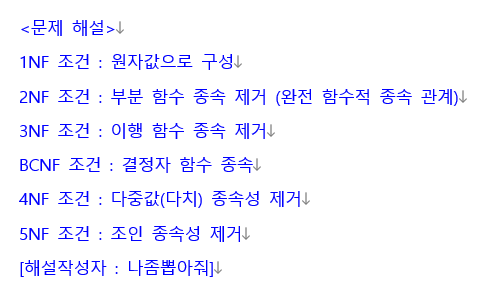 <문제 해설>↓
1NF 조건 : 원자값으로 구성↓
2NF 조건 : 부분 함수 종속 제거 (완전 함수적 종속 관계)↓
3NF 조건 : 이행 함수 종속 제거↓
BCNF 조건 : 결정자 함수 종속↓
4NF 조건 : 다중값(다치) 종속성 제거↓
5NF 조건 : 조인 종속성 제거↓
[해설작성자 : 나좀뽑아줘]↓